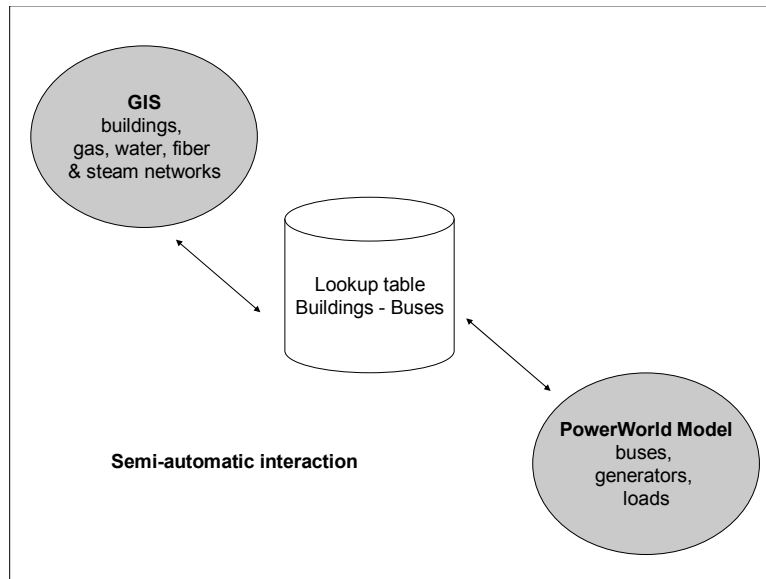 GIS
buildings,
gas, water, fiber
& steam networks
Lookup table
Buildings - Buses
PowerWorld Model
buses,
generators,
loads
Semi-automatic interaction